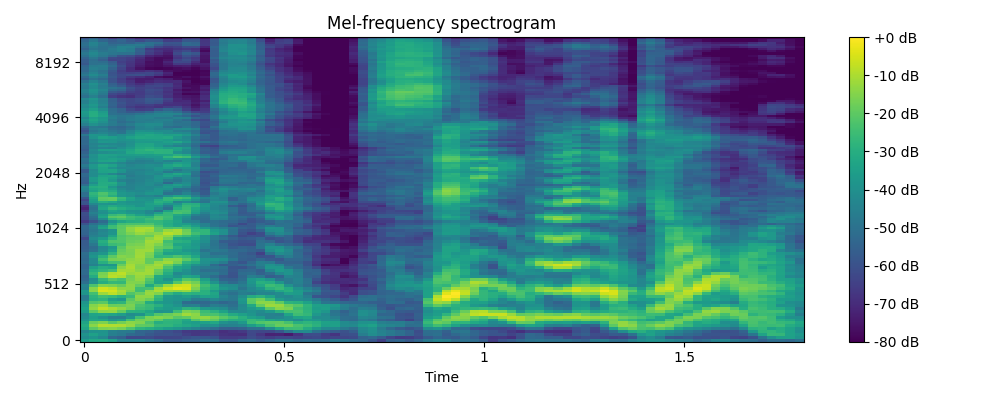 Mel-frequency spectrogram
Hz
8192
4096
2048
1024
512
0
0 0.5 1 1.5
Time
+0 dB
-10 dB
-20 dB
-30 dB
-40 dB
-50 dB
-60 dB
-70 dB
-80 dB